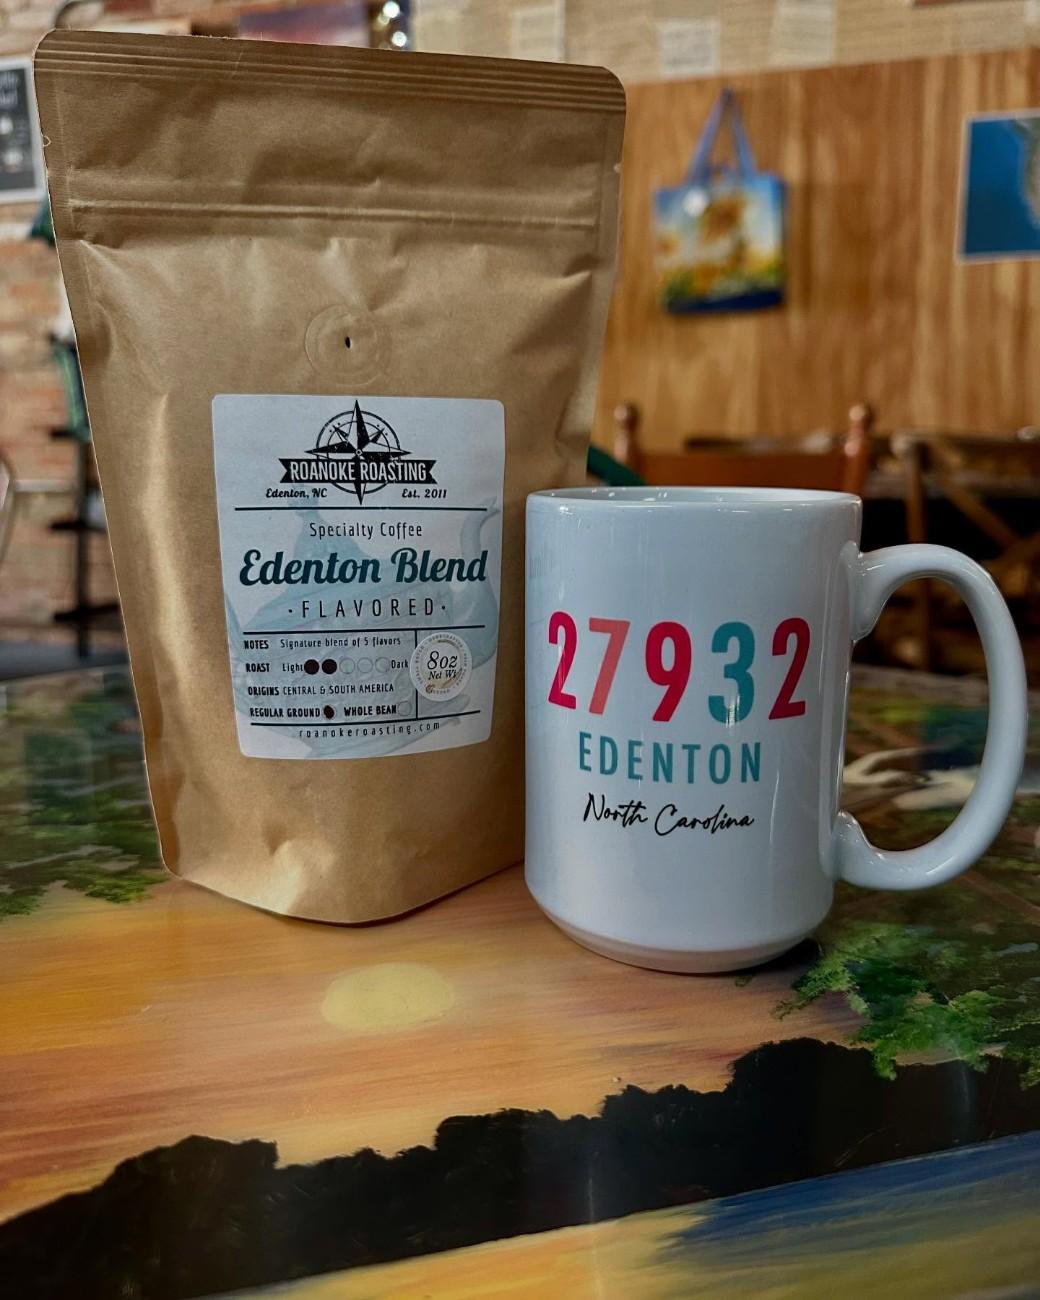 ROANOKE ROASTING
Edenton, NC Est. 2011
Specialty Coffee
Edenton Blend
·FLAVORED·
NOTES Signature blend of 5 flavors
ROAST Light Dark
8oz
Net Wt
ORIGINS CENTRAL & SOUTH AMERICA
REGULAR GROUND WHOLE BEAN
roanokeroasting.com
27932
EDENTON
North Carolina